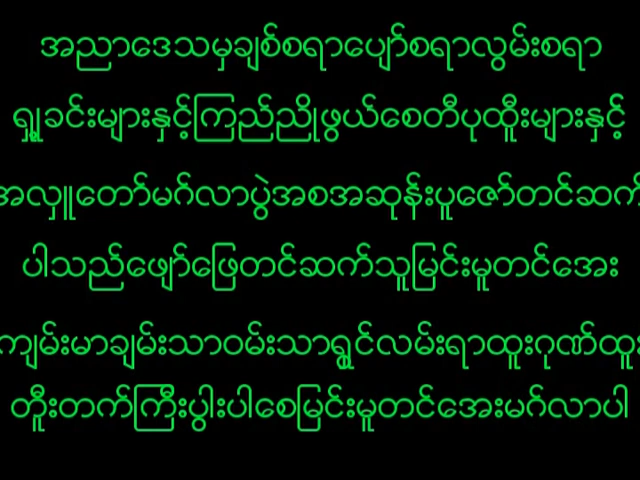 အညာဒေသမှချစ်စရာပျော်စရာလွမ်းစရာ
ရှုခင်းများနှင့်ကြည်ညိုဖွယ်စေတီပုထိူးများနှင့်
အလှူတော်မင်္ဂလာပွဲအစအဆုန်းပူဇော်တင်ဆက်
ပါသည်ဖျော်ဖြေတင်ဆက်သူမြင်းမူတင်အေး
ကျမ်းမာချမ်းသာဝမ်းသာရွှင်လမ်းရာထူးဂုဏ်ထူး
တိူးတက်ကြီးပွါးပါစေမြင်းမူတင်အေးမင်္ဂလာပါ